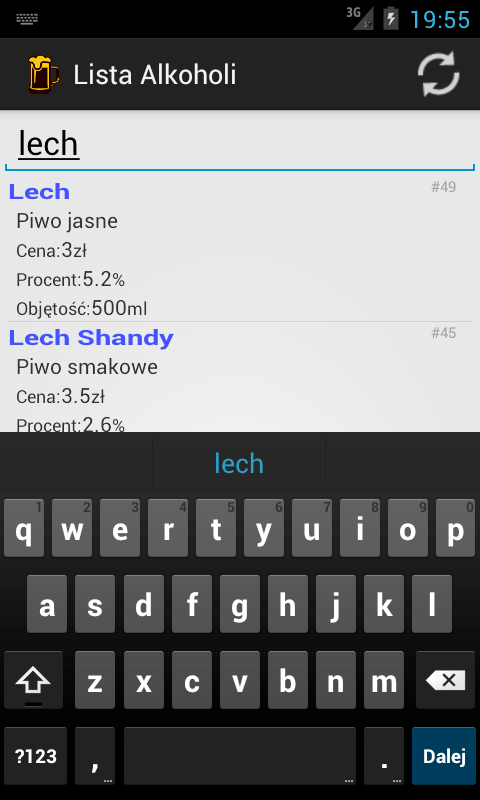 3G 19:55
Lista Alkoholi
lech
Lech #49
Piwo jasne
Cena:3zł
Procent:5.2%
Objętość:500ml
Lech Shandy #45
Piwo smakowe
Cena:3.5zł
Procent:2.6%
lech
1 2 3 4 5 6 7 8 9 0
q w e r t y u i o p
a s d f g h j k l
z x c v b n m
?123 , ... ... . ... Dalej